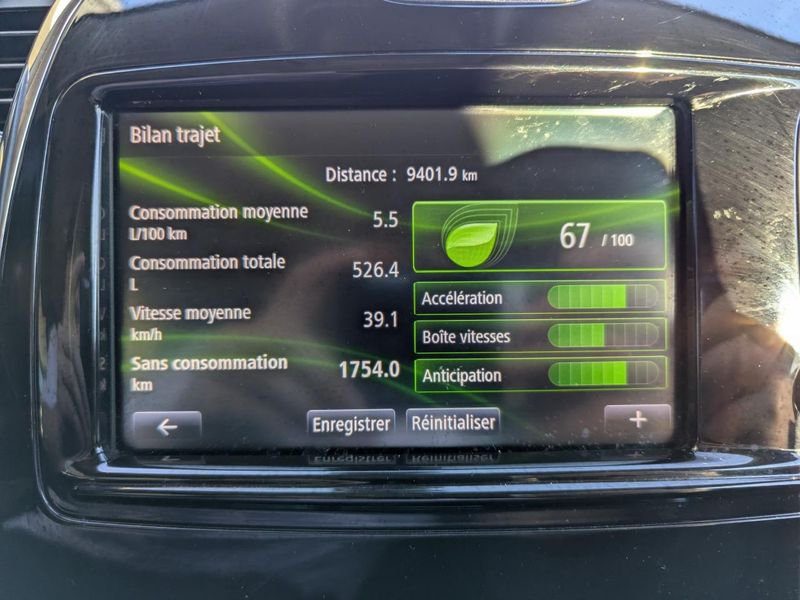 Bilan trajet
Distance : 9401.9 km
Consommation moyenne 5.5
L/100 km
67 / 100
Consommation totale 526.4
L
Accélération
Vitesse moyenne 39.1
km/h
Boîte vitesses
Sans consommation 1754.0
km
Anticipation
Enregistrer Réinitialiser +